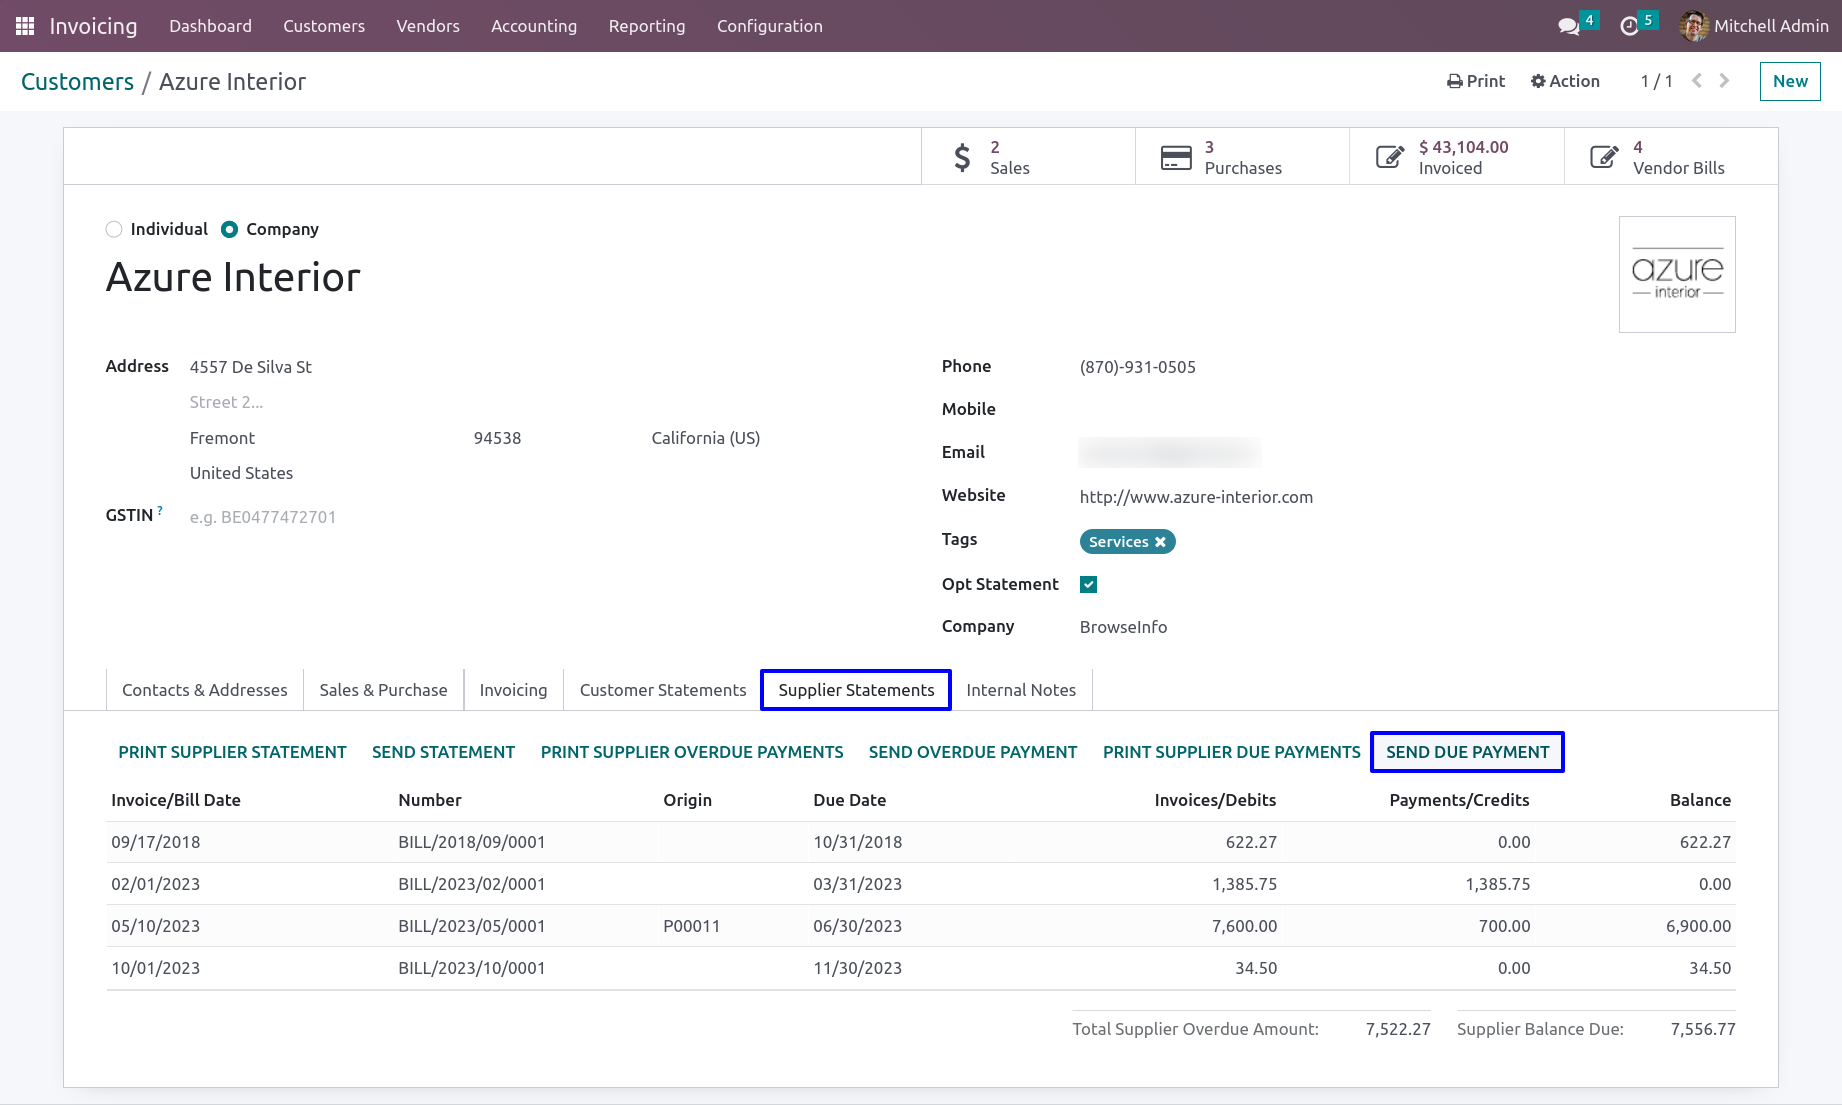 Invoicing Dashboard Customers Vendors Accounting Reporting Configuration 4 5 Mitchell Admin
Customers / Azure Interior Print Action 1 / 1 New
2
Sales
3
Purchases
$ 43,104.00
Invoiced
4
Vendor Bills
Individual Company
Azure Interior
azure
interior
Address 4557 De Silva St
Street 2...
Fremont 94538 California (US)
United States
GSTIN ? e.g. BE0477472701
Phone (870)-931-0505
Mobile
Email
Website http://www.azure-interior.com
Tags Services
Opt Statement
Company BrowseInfo
Contacts & Addresses Sales & Purchase Invoicing Customer Statements Supplier Statements Internal Notes
PRINT SUPPLIER STATEMENT SEND STATEMENT PRINT SUPPLIER OVERDUE PAYMENTS SEND OVERDUE PAYMENT PRINT SUPPLIER DUE PAYMENTS SEND DUE PAYMENT
Invoice/Bill Date Number Origin Due Date Invoices/Debits Payments/Credits Balance
09/17/2018 BILL/2018/09/0001 10/31/2018 622.27 0.00 622.27
02/01/2023 BILL/2023/02/0001 03/31/2023 1,385.75 1,385.75 0.00
05/10/2023 BILL/2023/05/0001 P00011 06/30/2023 7,600.00 700.00 6,900.00
10/01/2023 BILL/2023/10/0001 11/30/2023 34.50 0.00 34.50
Total Supplier Overdue Amount: 7,522.27 Supplier Balance Due: 7,556.77